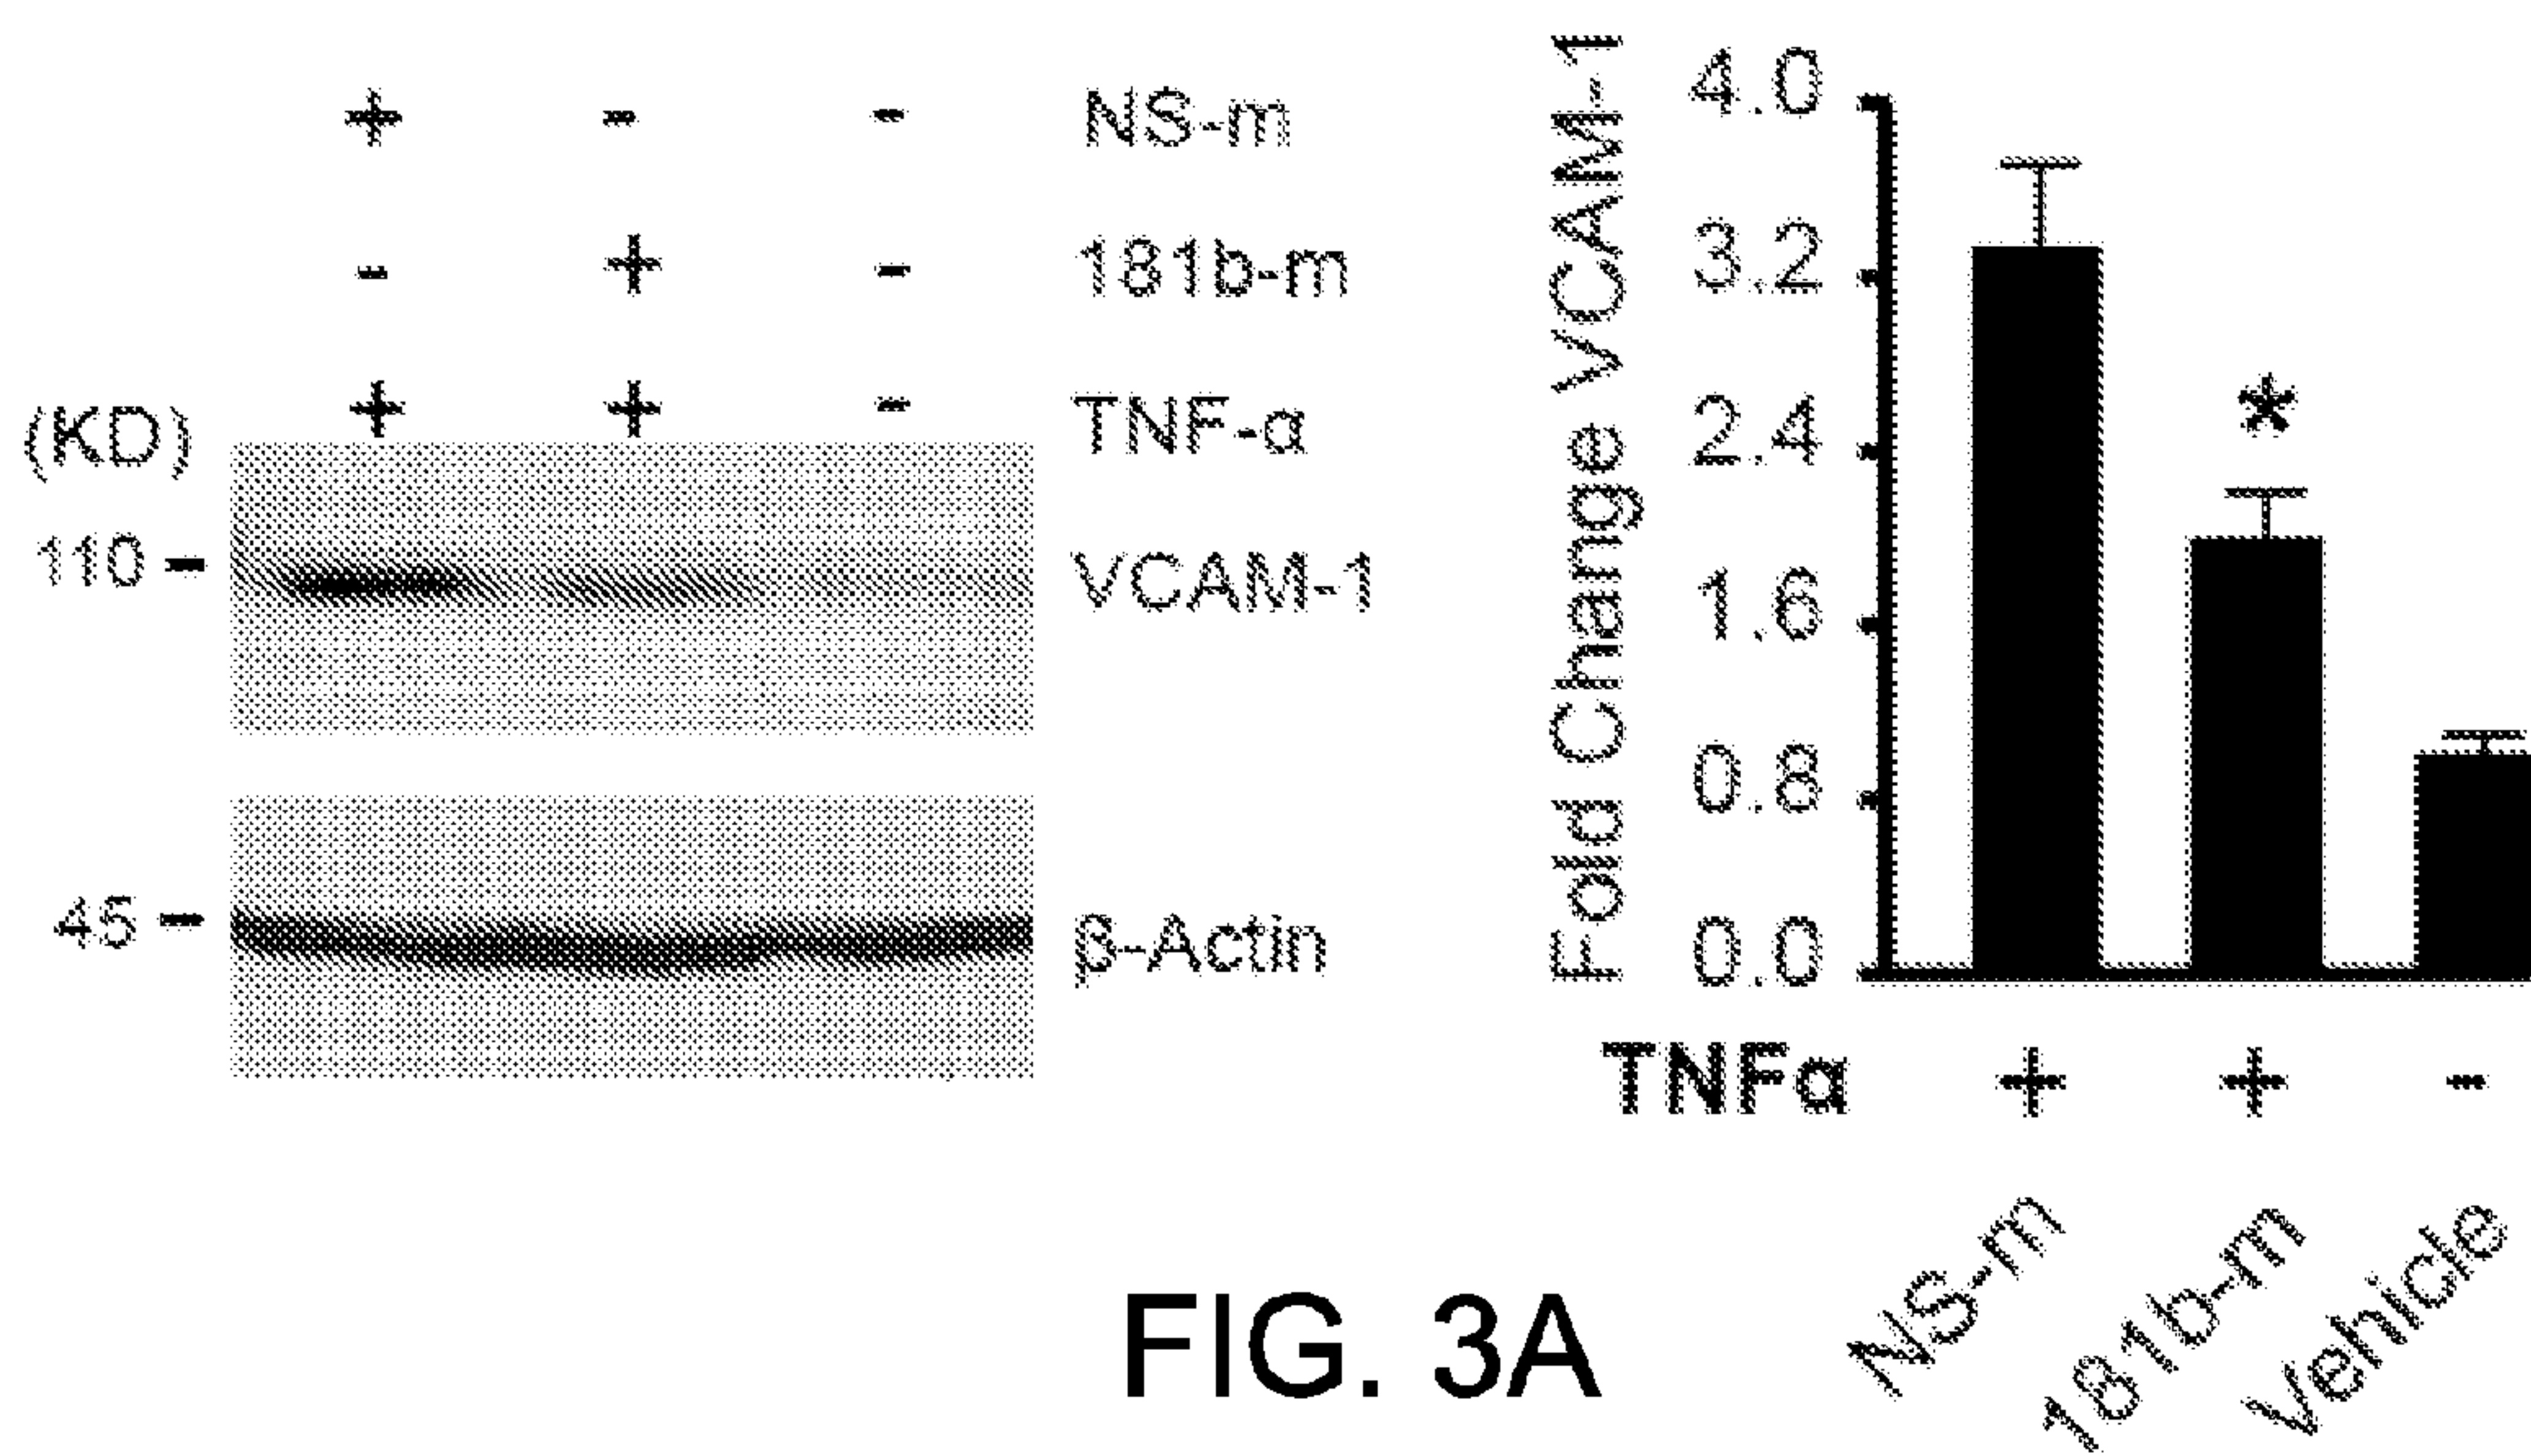 + - - NS-m
- + - 181b-m
+ + - TNF-α
(KD)
110 - VCAM-1
45 - β-Actin
Fold Change VCAM-1
4.0
3.2
2.4
1.6
0.8
0.0
*
TNFα + + -
NS-m
181b-m
Vehicle
FIG. 3A